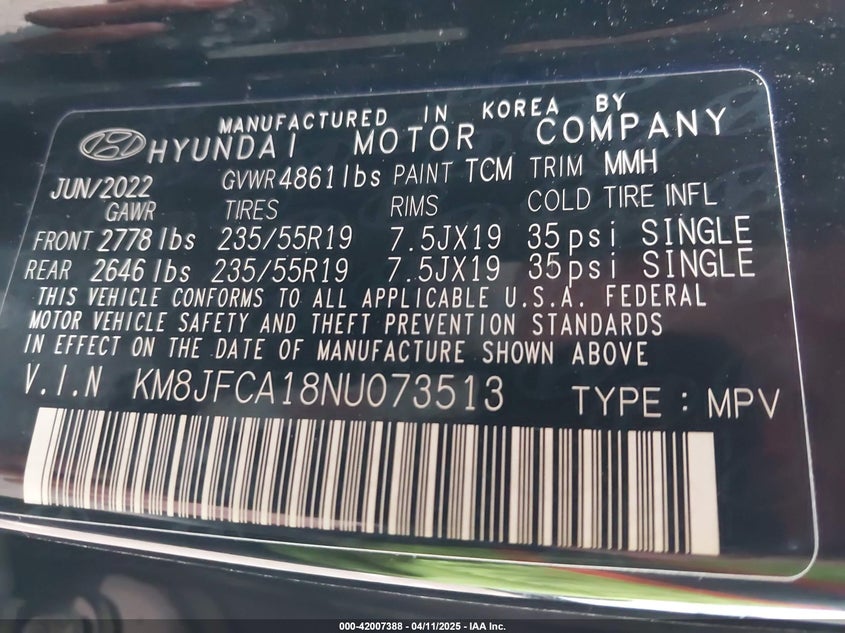 MANUFACTURED IN KOREA BY
HYUNDAI MOTOR COMPANY
JUN/2022 GVWR 4861lbs PAINT TCM TRIM MMH
GAWR TIRES RIMS COLD TIRE INFL
FRONT 2778 lbs 235/55R19 7.5JX19 35psi SINGLE
REAR 2646 lbs 235/55R19 7.5JX19 35psi SINGLE
THIS VEHICLE CONFORMS TO ALL APPLICABLE U.S.A. FEDERAL
MOTOR VEHICLE SAFETY AND THEFT PREVENTION STANDARDS
IN EFFECT ON THE DATE OF MANUFACTURE SHOWN ABOVE
V.I.N KM8JFCA18NU073513 TYPE : MPV
000-42007388 - 04/11/2025 - IAA Inc.